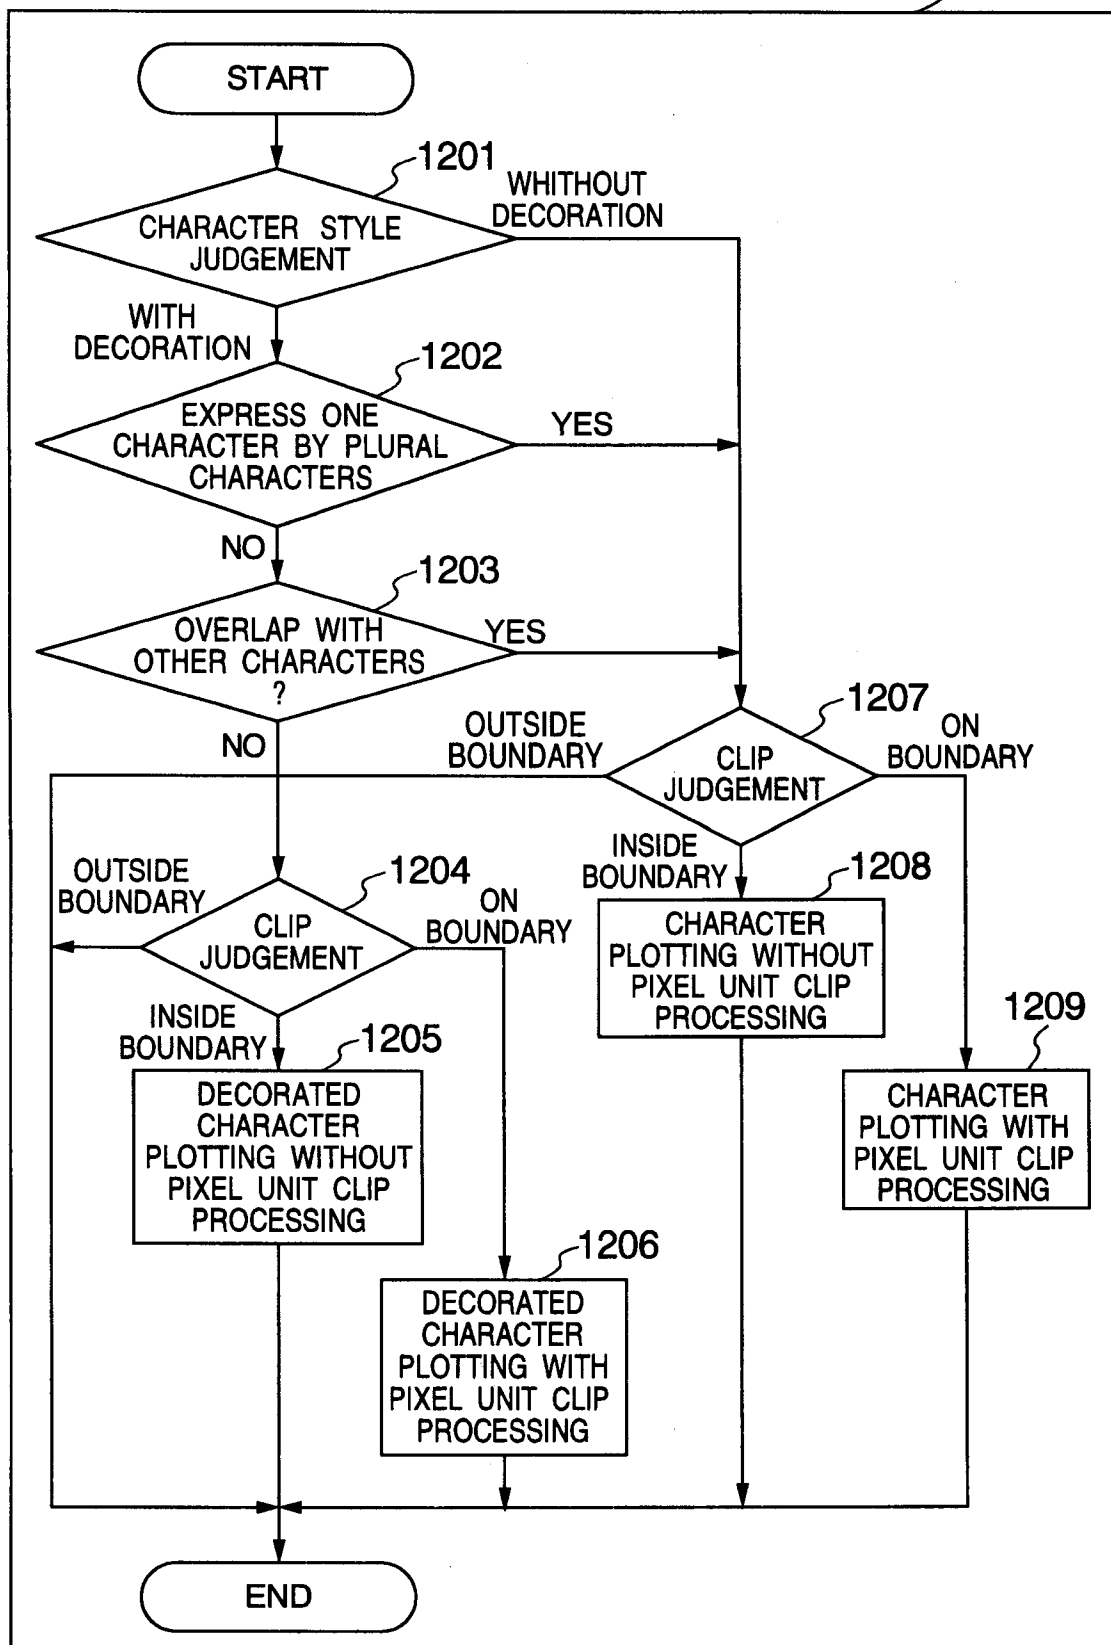 START
1201
WHITHOUT
DECORATION
CHARACTER STYLE
JUDGEMENT
WITH
DECORATION
1202
EXPRESS ONE
CHARACTER BY PLURAL
CHARACTERS
YES
NO
1203
OVERLAP WITH
OTHER CHARACTERS
?
YES
NO
1207
OUTSIDE
BOUNDARY
ON
BOUNDARY
CLIP
JUDGEMENT
INSIDE
BOUNDARY
1208
CHARACTER
PLOTTING WITHOUT
PIXEL UNIT CLIP
PROCESSING
1204
OUTSIDE
BOUNDARY
ON
BOUNDARY
CLIP
JUDGEMENT
INSIDE
BOUNDARY
1205
DECORATED
CHARACTER
PLOTTING WITHOUT
PIXEL UNIT CLIP
PROCESSING
1209
CHARACTER
PLOTTING WITH
PIXEL UNIT CLIP
PROCESSING
1206
DECORATED
CHARACTER
PLOTTING WITH
PIXEL UNIT CLIP
PROCESSING
END